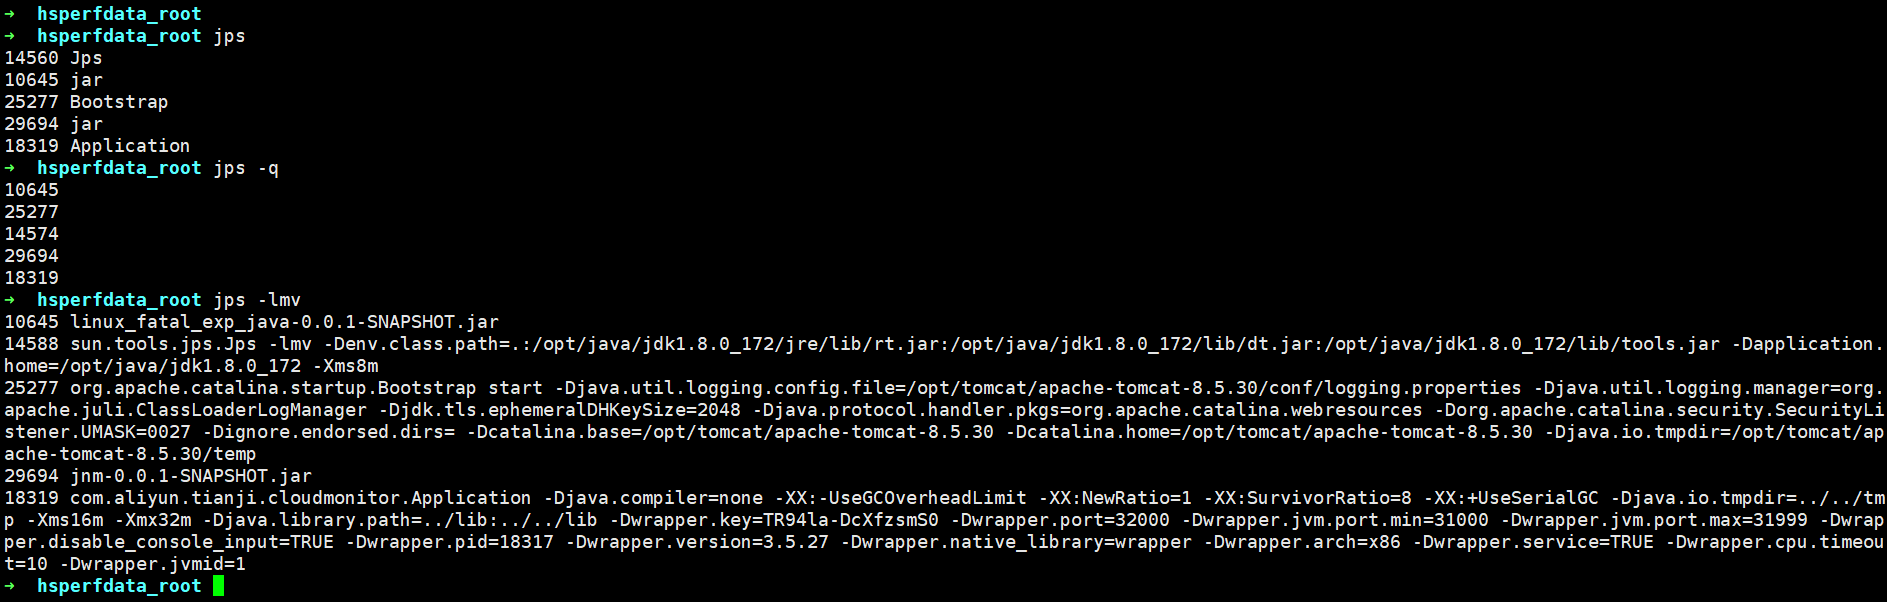 → hsperfdata_root
→ hsperfdata_root jps
14560 Jps
10645 jar
25277 Bootstrap
29694 jar
18319 Application
→ hsperfdata_root jps -q
10645
25277
14574
29694
18319
→ hsperfdata_root jps -lmv
10645 linux_fatal_exp_java-0.0.1-SNAPSHOT.jar
14588 sun.tools.jps.Jps -lmv -Denv.class.path=.:/opt/java/jdk1.8.0_172/jre/lib/rt.jar:/opt/java/jdk1.8.0_172/lib/dt.jar:/opt/java/jdk1.8.0_172/lib/tools.jar -Dapplication.
home=/opt/java/jdk1.8.0_172 -Xms8m
25277 org.apache.catalina.startup.Bootstrap start -Djava.util.logging.config.file=/opt/tomcat/apache-tomcat-8.5.30/conf/logging.properties -Djava.util.logging.manager=org.
apache.juli.ClassLoaderLogManager -Djdk.tls.ephemeralDHKeySize=2048 -Djava.protocol.handler.pkgs=org.apache.catalina.webresources -Dorg.apache.catalina.security.SecurityLi
stener.UMASK=0027 -Dignore.endorsed.dirs= -Dcatalina.base=/opt/tomcat/apache-tomcat-8.5.30 -Dcatalina.home=/opt/tomcat/apache-tomcat-8.5.30 -Djava.io.tmpdir=/opt/tomcat/ap
ache-tomcat-8.5.30/temp
29694 jnm-0.0.1-SNAPSHOT.jar
18319 com.aliyun.tianji.cloudmonitor.Application -Djava.compiler=none -XX:-UseGCOverheadLimit -XX:NewRatio=1 -XX:SurvivorRatio=8 -XX:+UseSerialGC -Djava.io.tmpdir=../../tm
p -Xms16m -Xmx32m -Djava.library.path=../lib:../../lib -Dwrapper.key=TR94la-DcXfzsmS0 -Dwrapper.port=32000 -Dwrapper.jvm.port.min=31000 -Dwrapper.jvm.port.max=31999 -Dwrap
per.disable_console_input=TRUE -Dwrapper.pid=18317 -Dwrapper.version=3.5.27 -Dwrapper.native_library=wrapper -Dwrapper.arch=x86 -Dwrapper.service=TRUE -Dwrapper.cpu.timeou
t=10 -Dwrapper.jvmid=1
→ hsperfdata_root